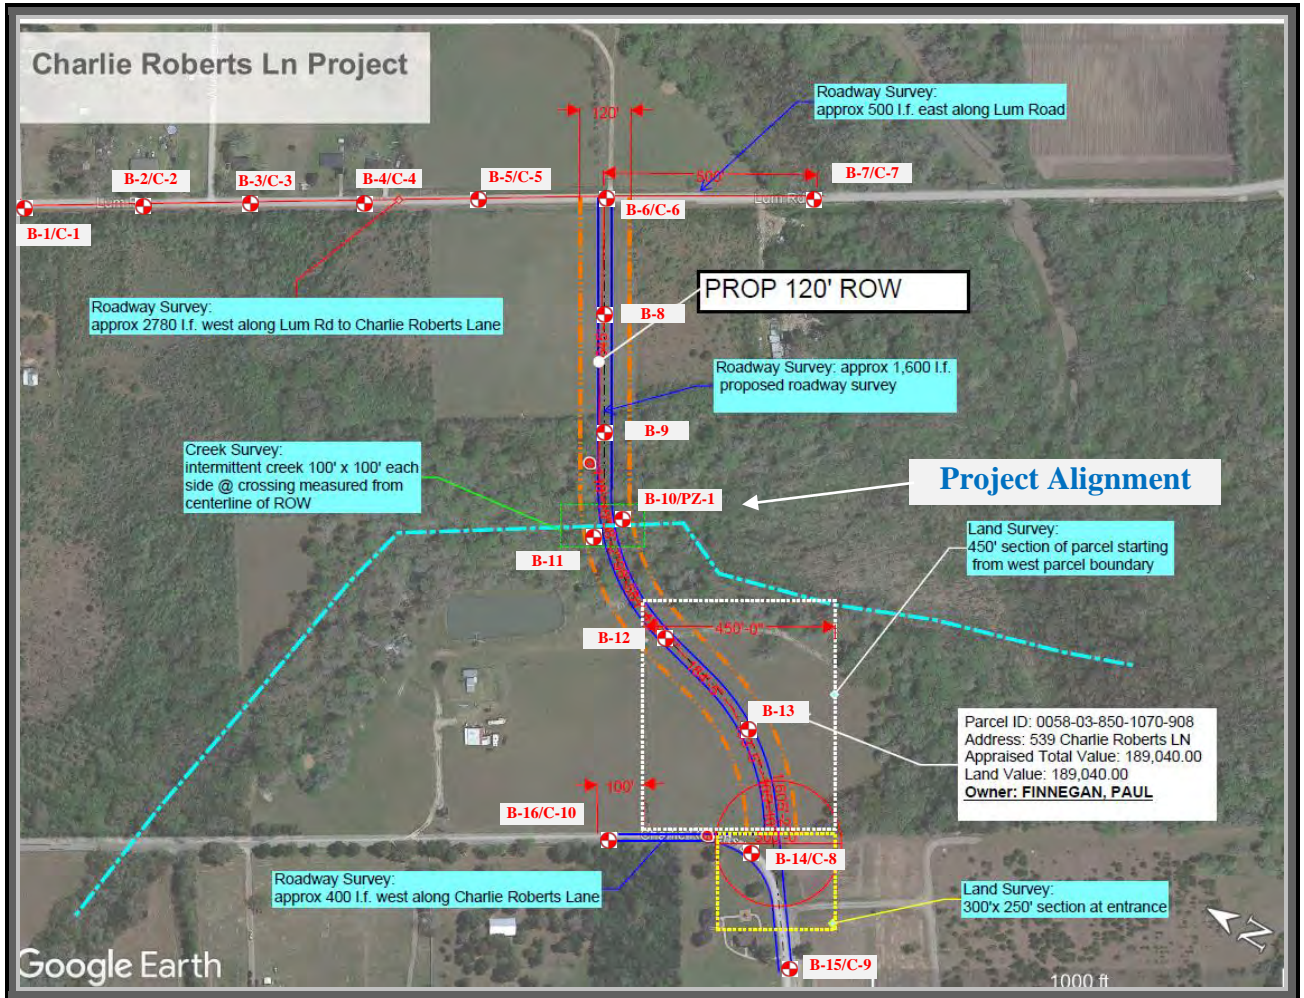 Charlie Roberts Ln Project
Roadway Survey:
approx 500 l.f. east along Lum Road
120'
500'
B-1/C-1
B-2/C-2
B-3/C-3
B-4/C-4
B-5/C-5
B-6/C-6
B-7/C-7
Lum Rd
Roadway Survey:
approx 2780 l.f. west along Lum Rd to Charlie Roberts Lane
PROP 120' ROW
B-8
Roadway Survey: approx 1,600 l.f.
proposed roadway survey
B-9
Creek Survey:
intermittent creek 100' x 100' each
side @ crossing measured from
centerline of ROW
Project Alignment
B-10/PZ-1
B-11
Land Survey:
450' section of parcel starting
from west parcel boundary
B-12
450'-0"
B-13
Parcel ID: 0058-03-850-1070-908
Address: 539 Charlie Roberts LN
Appraised Total Value: 189,040.00
Land Value: 189,040.00
Owner: FINNEGAN, PAUL
100'
B-16/C-10
B-14/C-8
Roadway Survey:
approx 400 l.f. west along Charlie Roberts Lane
Land Survey:
300'x 250' section at entrance
N
B-15/C-9
Google Earth
1000 ft